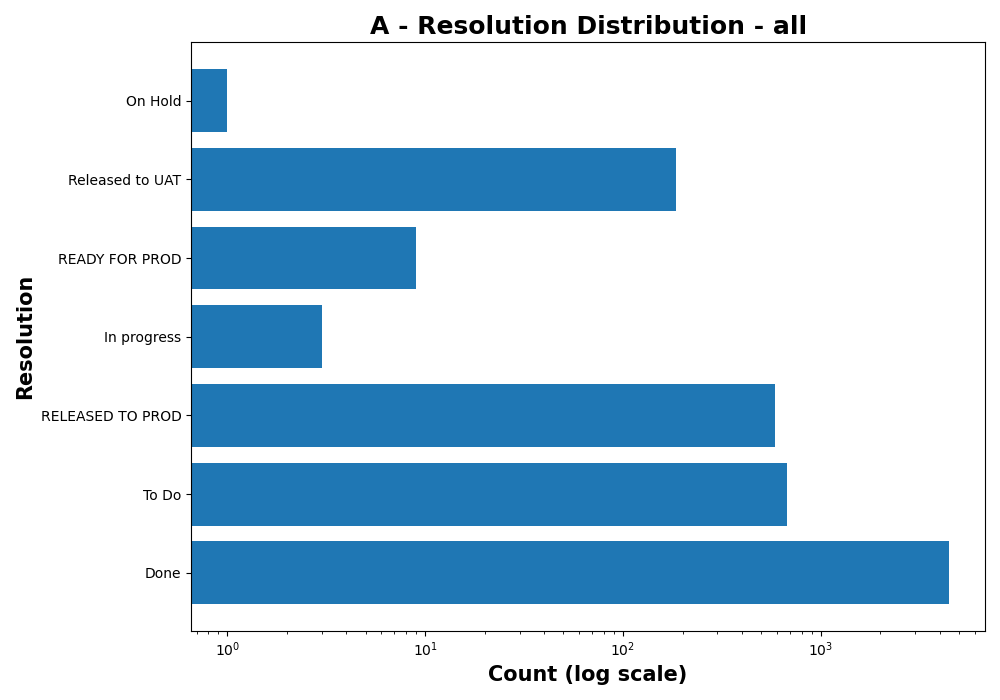 A - Resolution Distribution - all
On Hold
Released to UAT
READY FOR PROD
In progress
RELEASED TO PROD
To Do
Done
Resolution
10⁰ 10¹ 10² 10³
Count (log scale)